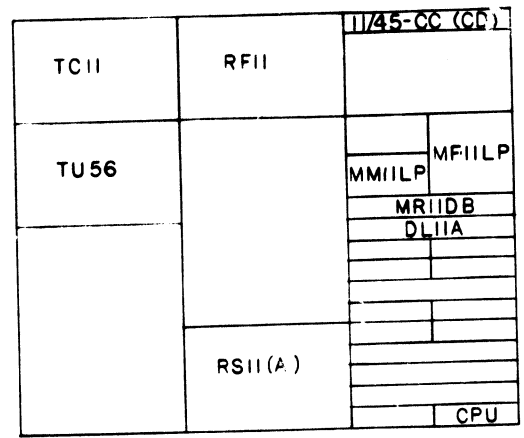 TC11
TU56
RF11
RS11(A)
11/45-CC (CD)
MF11LP
MM11LP
MR11DB
DL11A
CPU